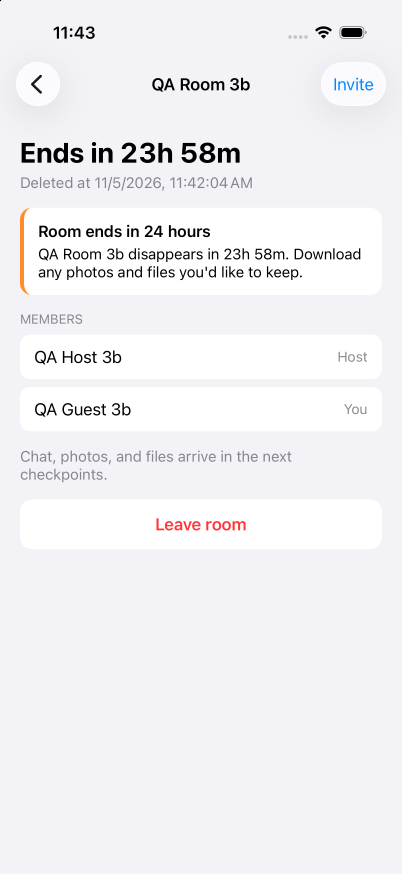 11:43
QA Room 3b
Invite
Ends in 23h 58m
Deleted at 11/5/2026, 11:42:04 AM
Room ends in 24 hours
QA Room 3b disappears in 23h 58m. Download
any photos and files you'd like to keep.
MEMBERS
QA Host 3b
Host
QA Guest 3b
You
Chat, photos, and files arrive in the next
checkpoints.
Leave room